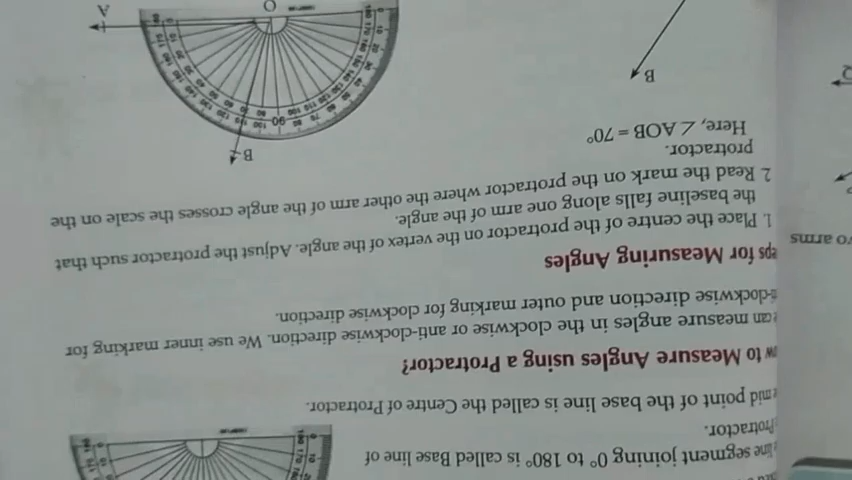 line segment joining 0° to 180° is called Base line of
Protractor.
mid point of the base line is called the Centre of Protractor.
ow to Measure Angles using a Protractor?
can measure angles in the clockwise or anti-clockwise direction. We use inner marking for
-clockwise direction and outer marking for clockwise direction.
eps for Measuring Angles
1. Place the centre of the protractor on the vertex of the angle. Adjust the protractor such that
the baseline falls along one arm of the angle.
2. Read the mark on the protractor where the other arm of the angle crosses the scale on the
protractor.
Here, ∠AOB = 70°
B
B
O
A
Q
arms